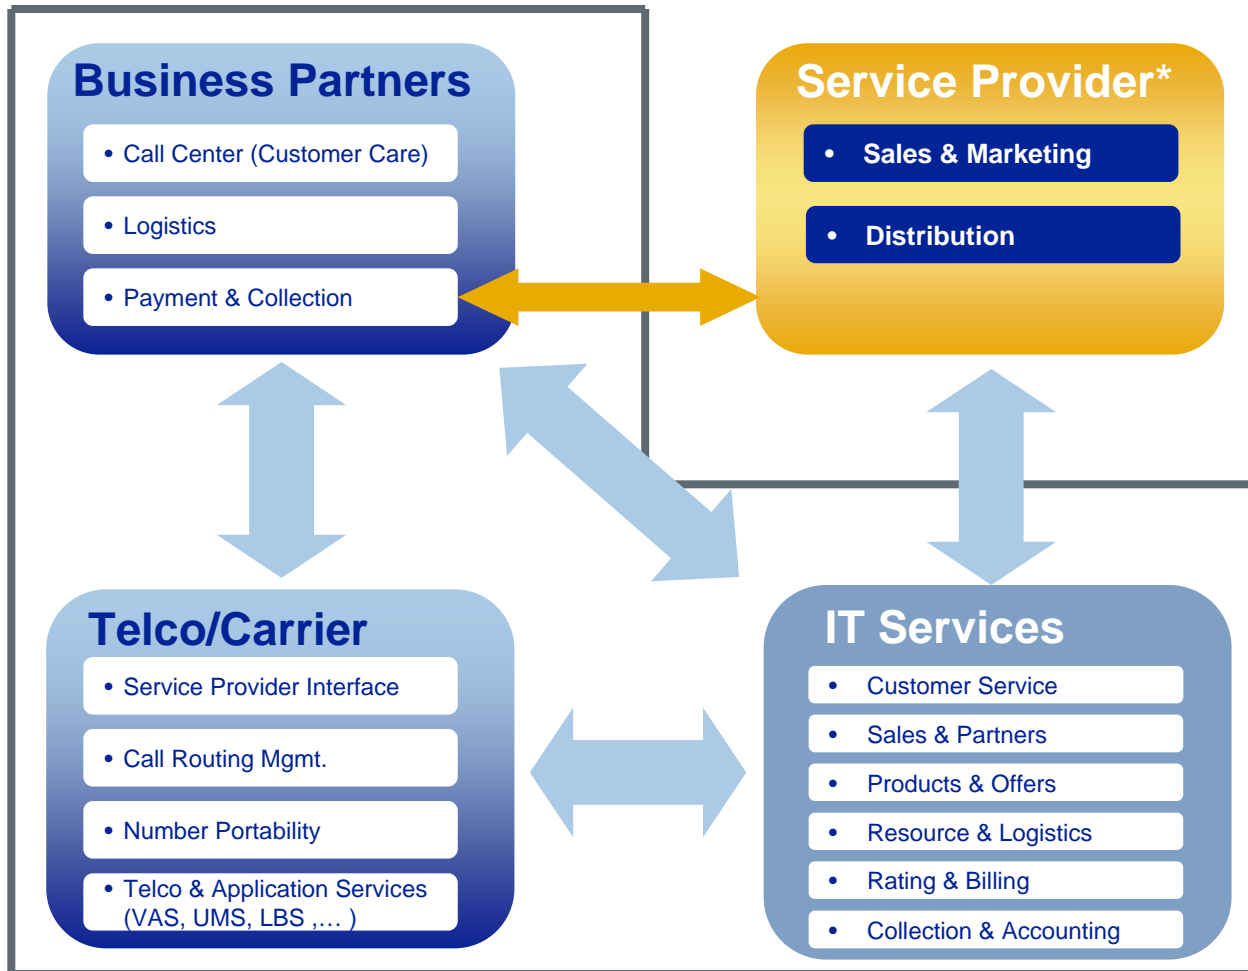 Business Partners
• Call Center (Customer Care)
• Logistics
• Payment & Collection
Service Provider*
• Sales & Marketing
• Distribution
Telco/Carrier
• Service Provider Interface
• Call Routing Mgmt.
• Number Portability
• Telco & Application Services
(VAS, UMS, LBS ,… )
IT Services
• Customer Service
• Sales & Partners
• Products & Offers
• Resource & Logistics
• Rating & Billing
• Collection & Accounting